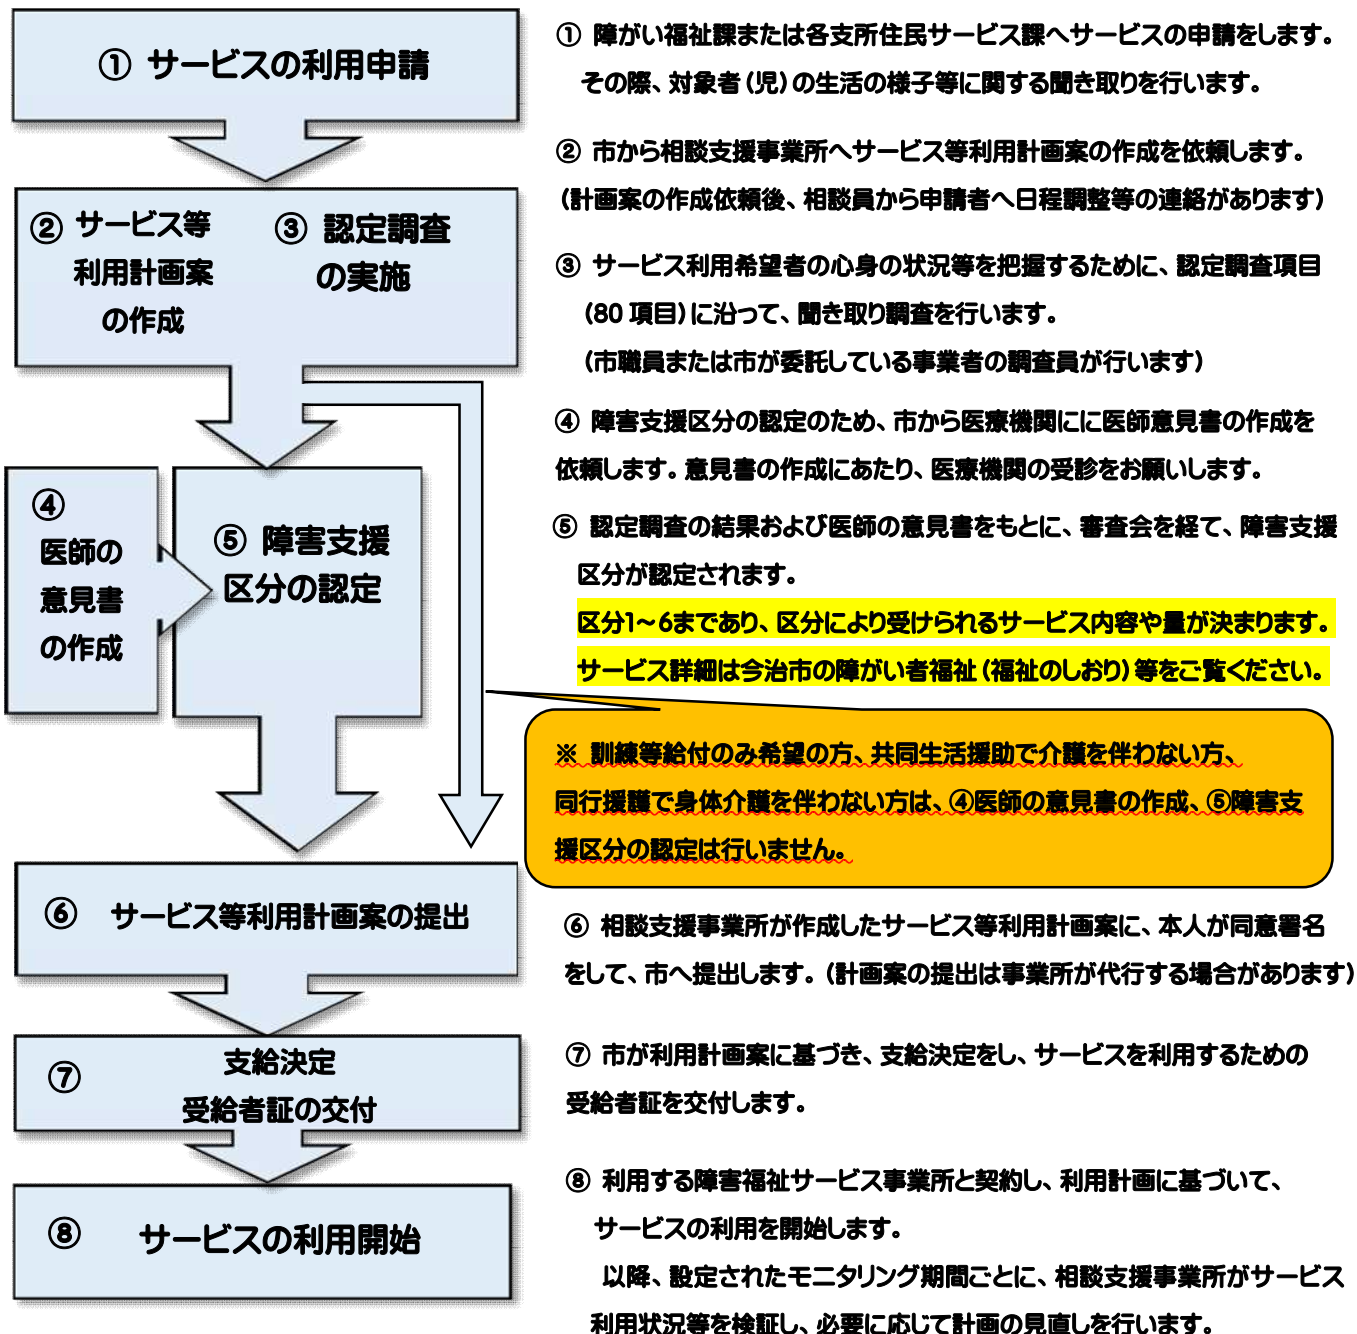 ① サービスの利用申請
② サービス等
利用計画案
の作成
③ 認定調査
の実施
④
医師の
意見書
の作成
⑤ 障害支援
区分の認定
⑥ サービス等利用計画案の提出
⑦ 支給決定
受給者証の交付
⑧ サービスの利用開始
① 障がい福祉課または各支所住民サービス課へサービスの申請をします。
その際、対象者(児)の生活の様子等に関する聞き取りを行います。
② 市から相談支援事業所へサービス等利用計画案の作成を依頼します。
(計画案の作成依頼後、相談員から申請者へ日程調整等の連絡があります)
③ サービス利用希望者の心身の状況等を把握するために、認定調査項目
(80項目)に沿って、聞き取り調査を行います。
(市職員または市が委託している事業者の調査員が行います)
④ 障害支援区分の認定のため、市から医療機関にに医師意見書の作成を
依頼します。意見書の作成にあたり、医療機関の受診をお願いします。
⑤ 認定調査の結果および医師の意見書をもとに、審査会を経て、障害支援
区分が認定されます。
区分1~6まであり、区分により受けられるサービス内容や量が決まります。
サービス詳細は今治市の障がい者福祉(福祉のしおり)等をご覧ください。
※ 訓練等給付のみ希望の方、共同生活援助で介護を伴わない方、
同行援護で身体介護を伴わない方は、④医師の意見書の作成、⑤障害支
援区分の認定は行いません。
⑥ 相談支援事業所が作成したサービス等利用計画案に、本人が同意署名
をして、市へ提出します。(計画案の提出は事業所が代行する場合があります)
⑦ 市が利用計画案に基づき、支給決定をし、サービスを利用するための
受給者証を交付します。
⑧ 利用する障害福祉サービス事業所と契約し、利用計画に基づいて、
サービスの利用を開始します。
以降、設定されたモニタリング期間ごとに、相談支援事業所がサービス
利用状況等を検証し、必要に応じて計画の見直しを行います。